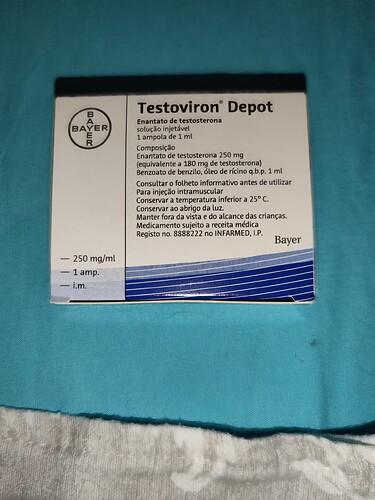 BAYER
BAYER
Testoviron® Depot
Enantato de testosterona
solução injetável
1 ampola de 1 ml
Composição
Enantato de testosterona 250 mg
(equivalente a 180 mg de testosterona)
Benzoato de benzilo, óleo de rícino q.b.p. 1 ml
Consultar o folheto informativo antes de utilizar
Para injeção intramuscular
Conservar a temperatura inferior a 25° C.
Conservar ao abrigo da luz.
Manter fora da vista e do alcance das crianças.
Medicamento sujeito a receita médica
Registo no. 8888222 no INFARMED, I.P.
Bayer
— 250 mg/ml
— 1 amp.
— i.m.